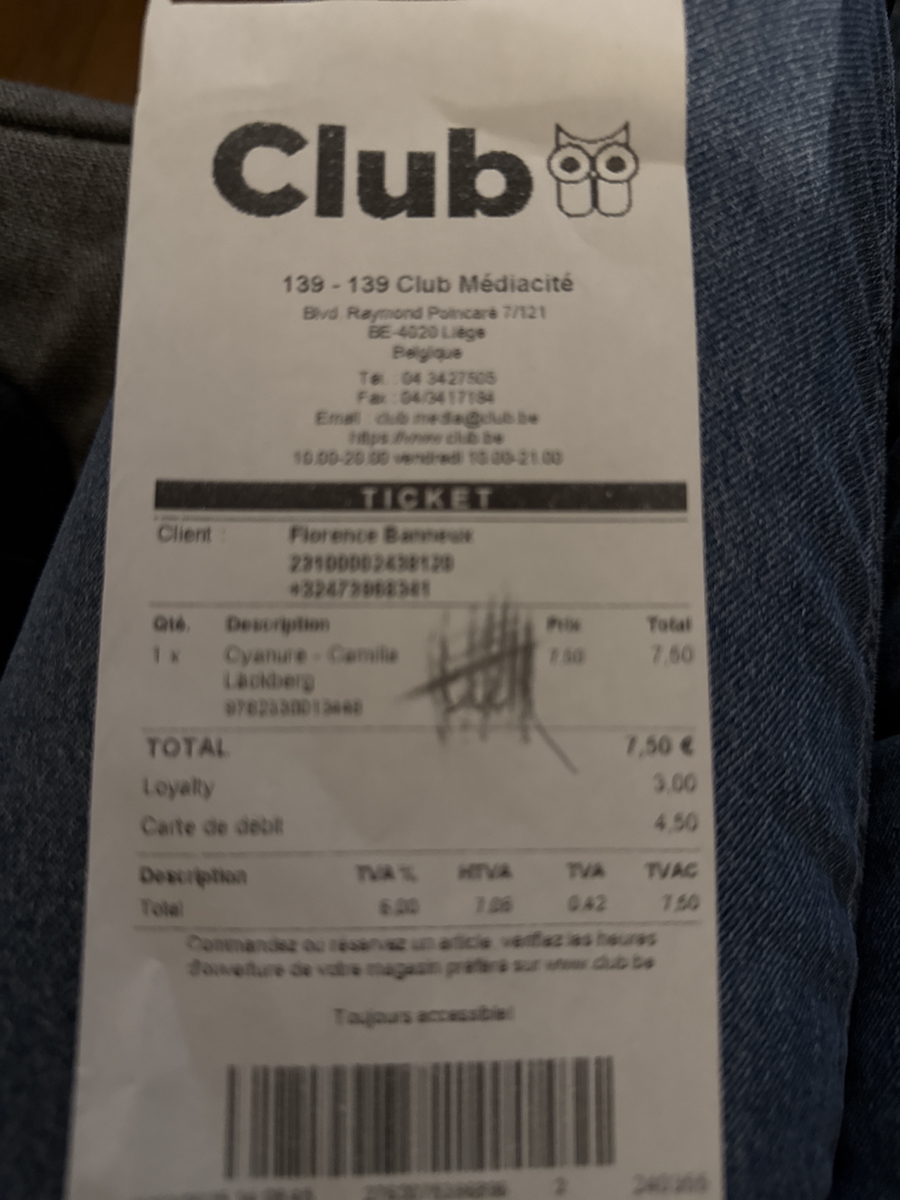 Club
139 - 139 Club Médiacité
Blvd. Raymond Poincaré 7/121
BE-4020 Liège
Belgique
Tél. : 04 3427505
Fax : 04/3417184
Email : club.media@club.be
https://www.club.be
10.00-20.00 vendredi 10.00-21.00
TICKET
Client : Florence Banneux
Qté. Description Prix Total
1 x Cyanure - Camilla 7,50 7,50
Läckberg
TOTAL 7,50 €
Loyalty 3,00
Carte de débit 4,50
Description TVA % HTVA TVA TVAC
Total 6,00 7,08 0,42 7,50
Commandez ou réservez un article, vérifiez les heures
d'ouverture de votre magasin préféré sur www.club.be
Toujours accessible!